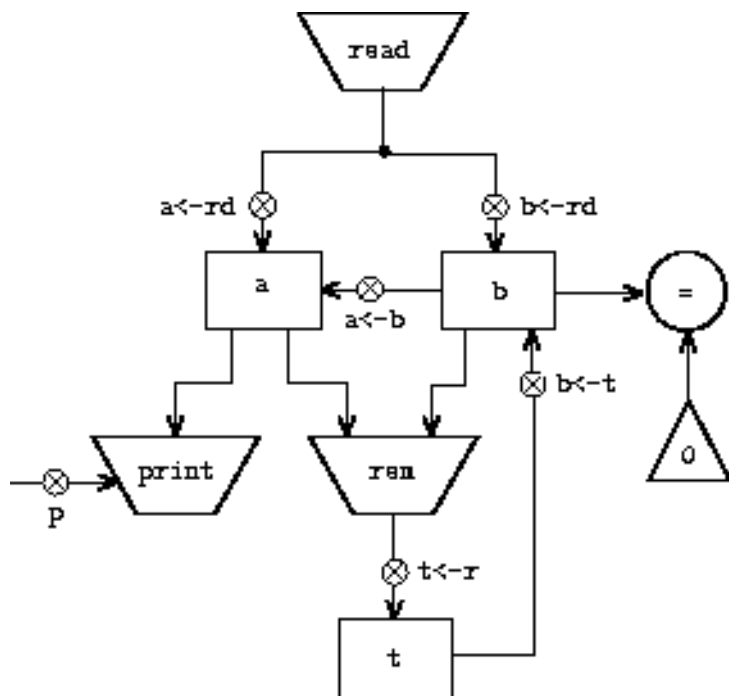 read
a<-rd
b<-rd
a
b
=
a<-b
b<-t
print
rem
0
P
t<-r
t